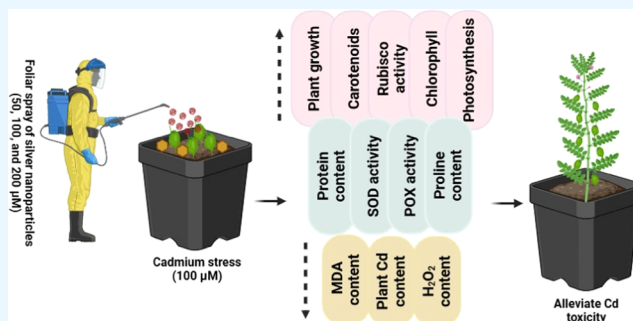 Foliar spray of silver nanoparticles
(50, 100, and 200 µM)
Cadmium stress
(100 µM)
Plant growth
Carotenoids
Rubisco
activity
Chlorophyll
Photosynthesis
Protein
content
SOD activity
POX activity
Proline
content
MDA
content
Plant Cd
content
H₂O₂
content
Alleviate Cd
toxicity